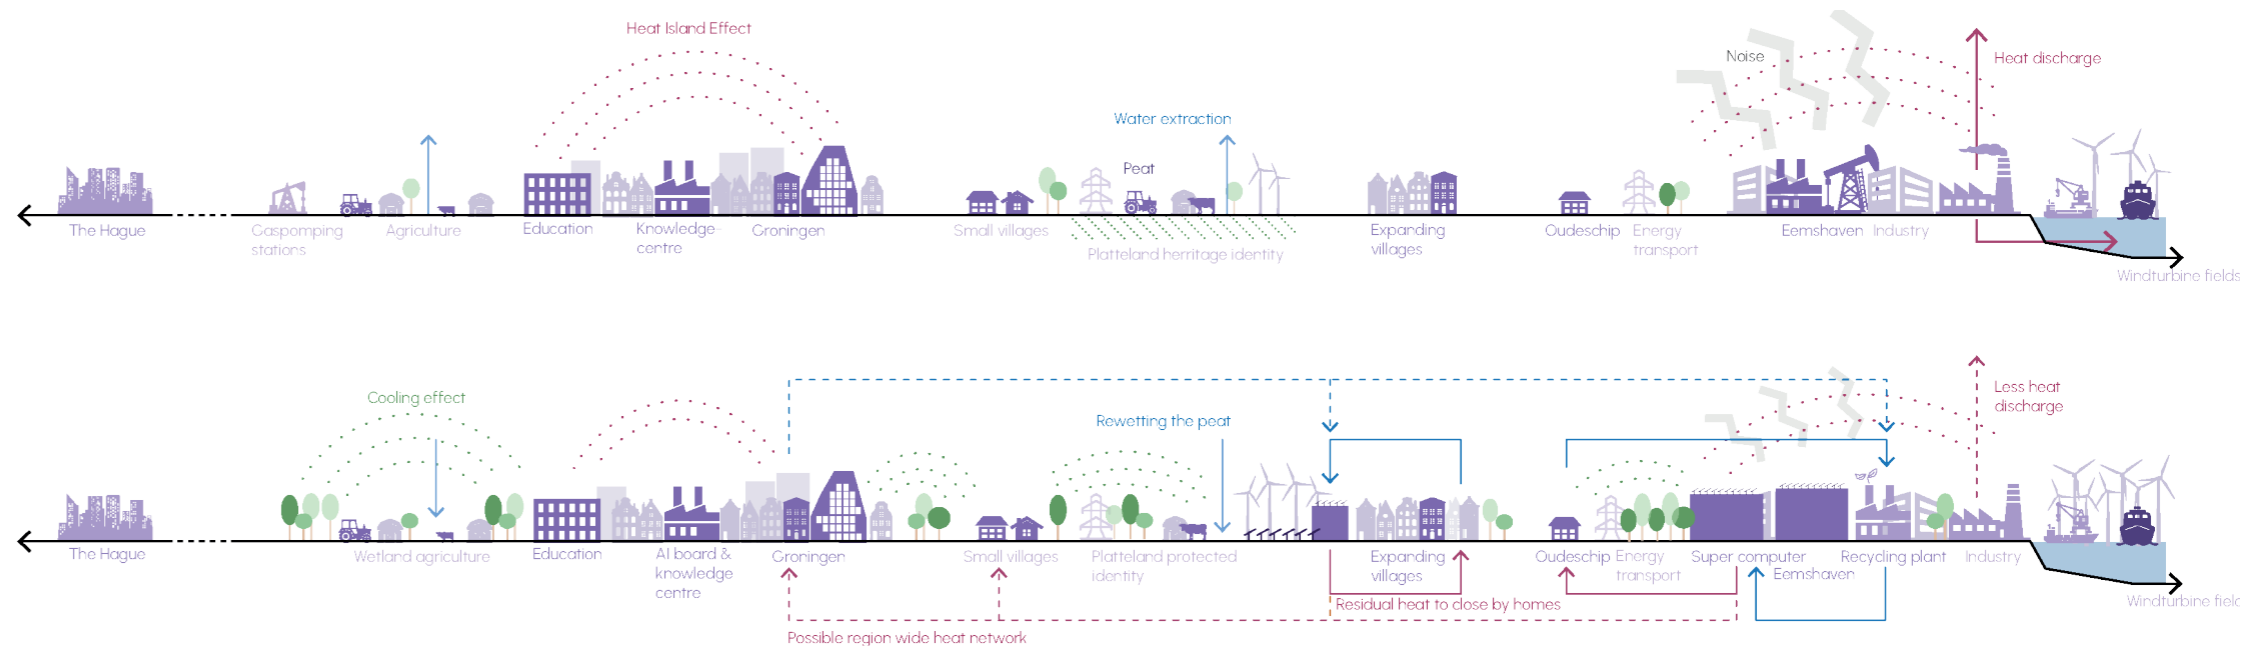 Heat Island Effect
Noise
Heat discharge
Water extraction
Peat
The Hague
Gaspomping
stations
Agriculture
Education
Knowledge-
centre
Groningen
Small villages
Platteland herritage identity
Expanding
villages
Oudeschip
Energy
transport
Eemshaven
Industry
Windturbine fields
Cooling effect
Rewetting the peat
Less heat
discharge
The Hague
Wetland agriculture
Education
AI board &
knowledge
centre
Groningen
Small villages
Platteland protected
identity
Expanding
villages
Oudeschip
Energy
transport
Super computer
Eemshaven
Recycling plant
Industry
Windturbine fiel
Residual heat to close by homes
Possible region wide heat network